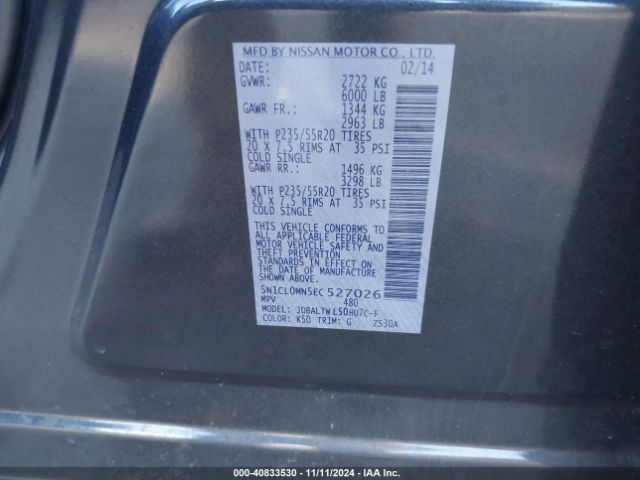 MFD BY NISSAN MOTOR CO., LTD.
DATE: 02/14
GVWR: 2722 KG
6000 LB
GAWR FR.: 1344 KG
2963 LB
WITH P235/55R20 TIRES
20 X 7.5 RIMS AT 35 PSI
COLD SINGLE
GAWR RR.: 1496 KG
3298 LB
WITH P235/55R20 TIRES
20 X 7.5 RIMS AT 35 PSI
COLD SINGLE
THIS VEHICLE CONFORMS TO
ALL APPLICABLE FEDERAL
MOTOR VEHICLE SAFETY AND
THEFT PREVENTION
STANDARDS IN EFFECT ON
THE DATE OF MANUFACTURE
SHOWN ABOVE.
5N1CL0MN5EC527026
MPV 480
MODEL: JDBALTWL50HU7C-F
COLOR: K50 TRIM: G ZS30A
000-40833530 - 11/11/2024 - IAA Inc.